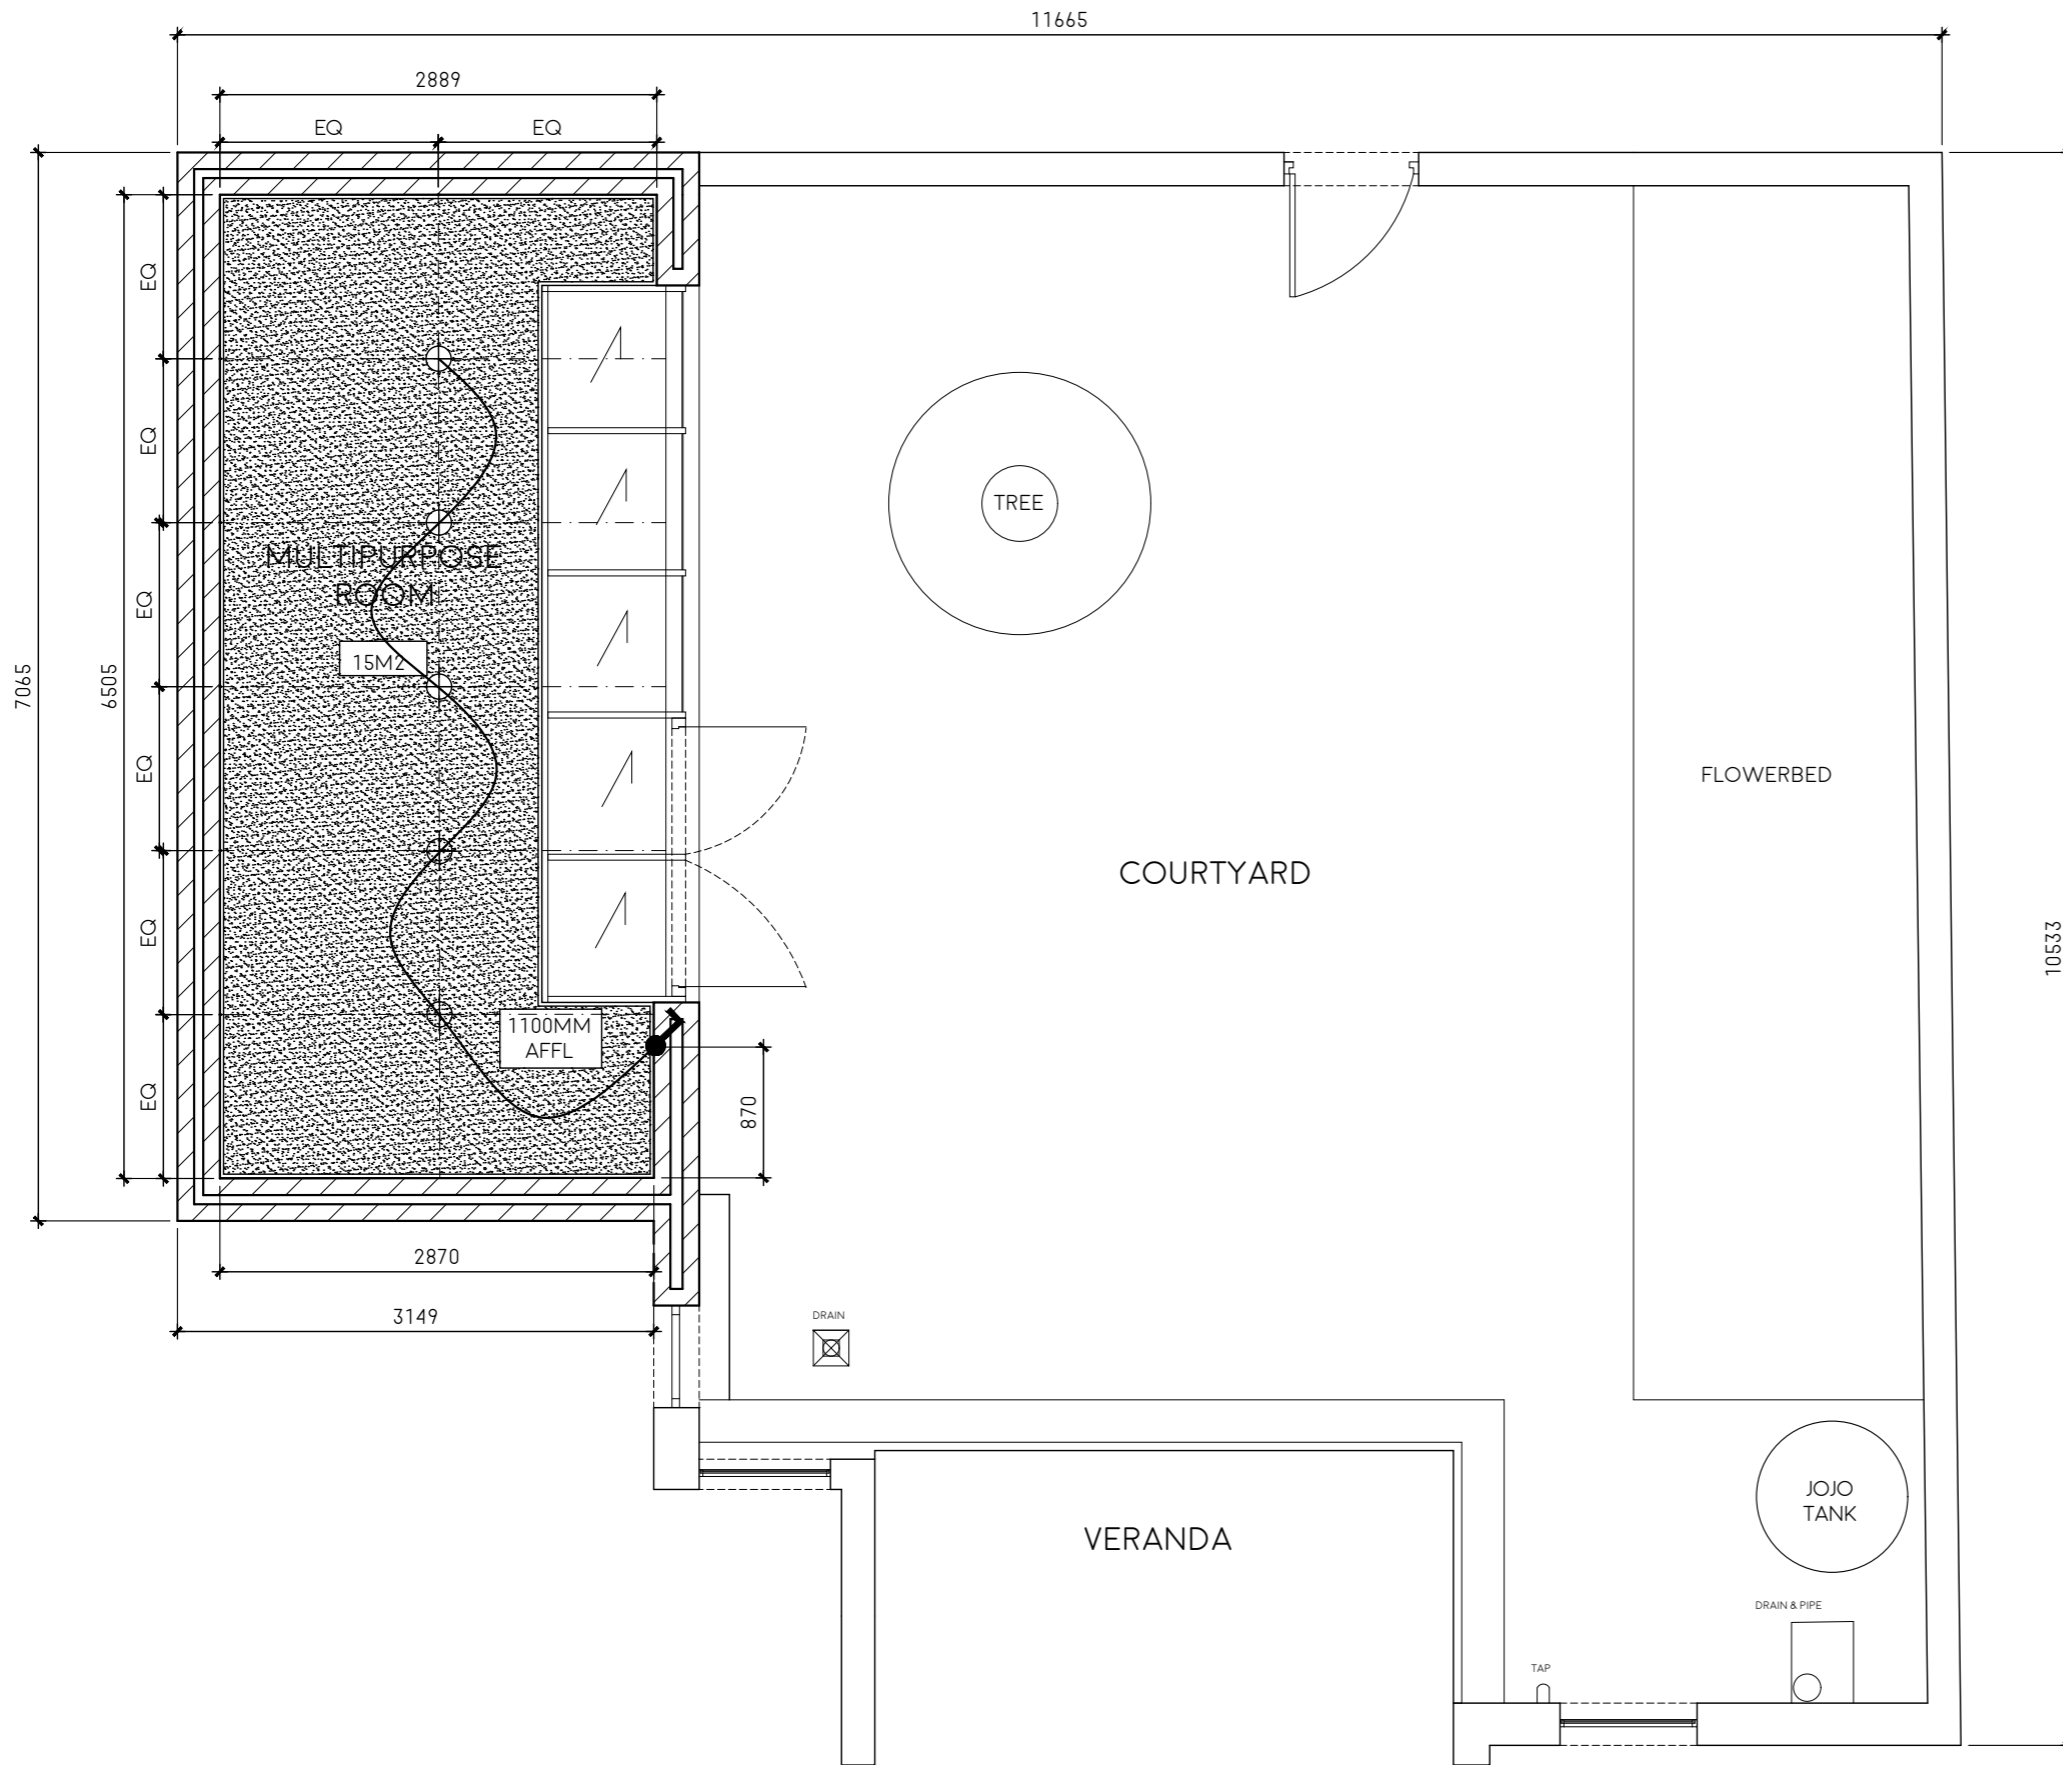 11665
2889
EQ
EQ
EQ
EQ
EQ
EQ
EQ
EQ
7065
6505
MULTIPURPOSE
ROOM
15M2
TREE
FLOWERBED
COURTYARD
10533
1100MM
AFFL
870
2870
3149
DRAIN
JOJO
TANK
VERANDA
DRAIN & PIPE
TAP